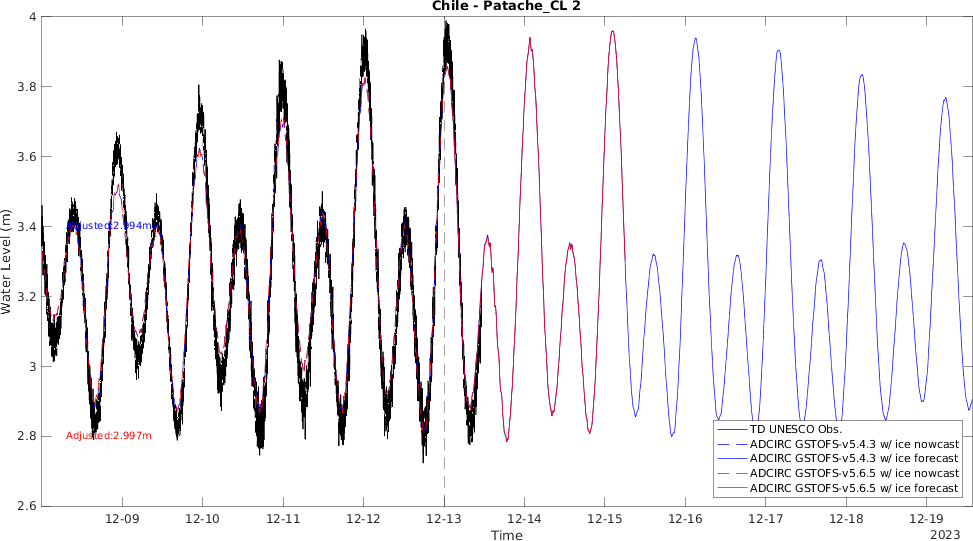 Chile - Patache_CL 2
Water Level (m)
4
3.8
3.6
3.4
3.2
3
2.8
2.6
Adjusted:2.994m
Adjusted:2.997m
TD UNESCO Obs.
ADCIRC GSTOFS-v5.4.3 w/ ice nowcast
ADCIRC GSTOFS-v5.4.3 w/ ice forecast
ADCIRC GSTOFS-v5.6.5 w/ ice nowcast
ADCIRC GSTOFS-v5.6.5 w/ ice forecast
12-09 12-10 12-11 12-12 12-13 12-14 12-15 12-16 12-17 12-18 12-19
Time
2023